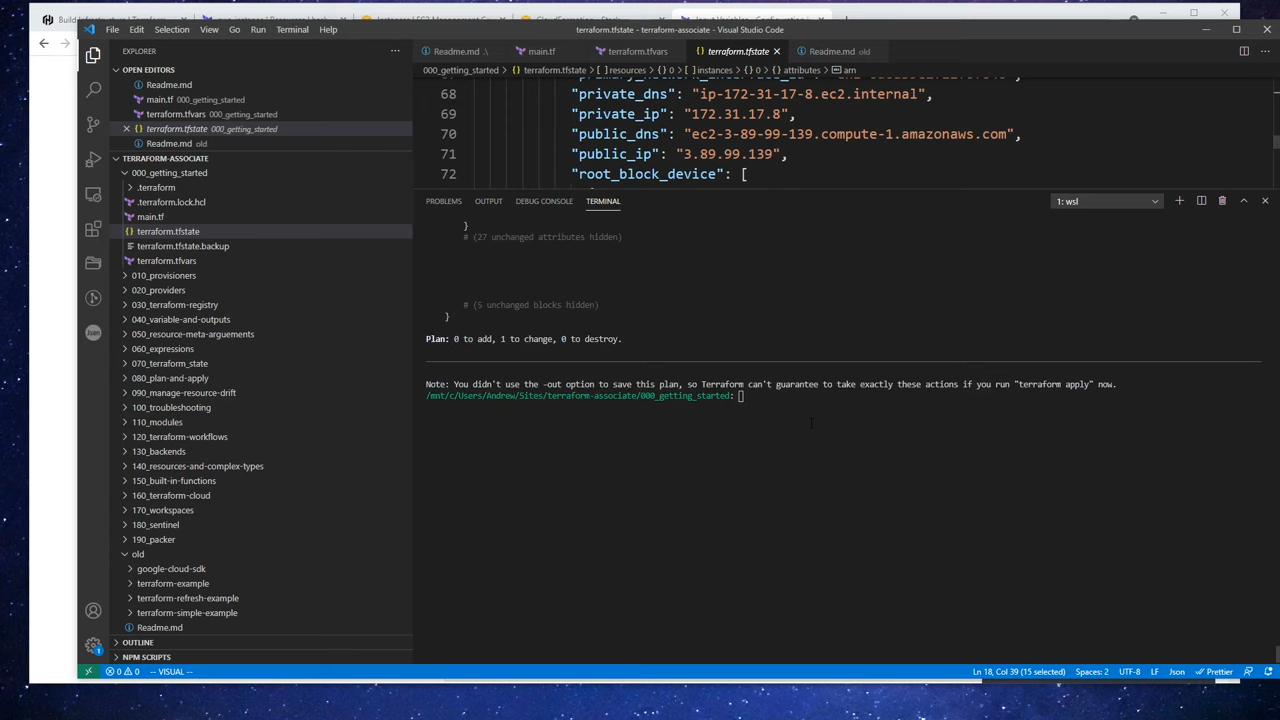 File Edit Selection View Go Run Terminal Help
terraform.tfstate - terraform-associate - Visual Studio Code
EXPLORER
OPEN EDITORS
Readme.md
main.tf 000_getting_started
terraform.tfvars 000_getting_started
terraform.tfstate 000_getting_started
Readme.md old
TERRAFORM-ASSOCIATE
000_getting_started
.terraform
.terraform.lock.hcl
main.tf
terraform.tfstate
terraform.tfstate.backup
terraform.tfvars
010_provisioners
020_providers
030_terraform-registry
040_variable-and-outputs
050_resource-meta-arguements
060_expressions
070_terraform_state
080_plan-and-apply
090_manage-resource-drift
100_troubleshooting
110_modules
120_terraform-workflows
130_backends
140_resources-and-complex-types
150_built-in-functions
160_terraform-cloud
170_workspaces
180_sentinel
190_packer
old
google-cloud-sdk
terraform-example
terraform-refresh-example
terraform-simple-example
Readme.md
OUTLINE
NPM SCRIPTS
Readme.md .\ main.tf terraform.tfvars terraform.tfstate Readme.md old
000_getting_started > terraform.tfstate > [ ] resources > {} 0 > [ ] instances > {} 0 > attributes > arn
68 "private_dns": "ip-172-31-17-8.ec2.internal",
69 "private_ip": "172.31.17.8",
70 "public_dns": "ec2-3-89-99-139.compute-1.amazonaws.com",
71 "public_ip": "3.89.99.139",
72 "root_block_device": [
PROBLEMS OUTPUT DEBUG CONSOLE TERMINAL
1: wsl
}
# (27 unchanged attributes hidden)
# (5 unchanged blocks hidden)
}
Plan: 0 to add, 1 to change, 0 to destroy.
Note: You didn't use the -out option to save this plan, so Terraform can't guarantee to take exactly these actions if you run "terraform apply" now.
/mnt/c/Users/Andrew/Sites/terraform-associate/000_getting_started:
0 0 -- VISUAL --
Ln 18, Col 39 (15 selected) Spaces: 2 UTF-8 LF Json Prettier